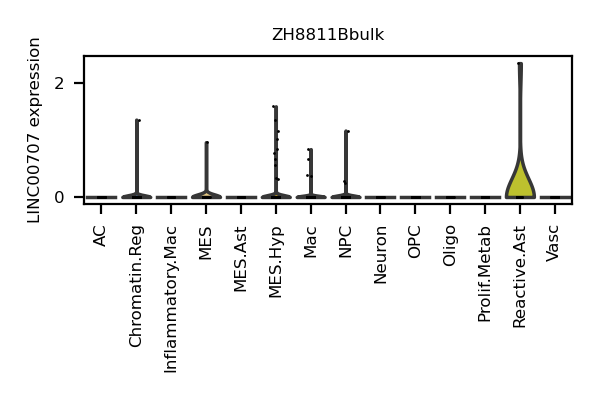 ZH8811Bbulk
LINC00707 expression
2
0
AC
Chromatin.Reg
Inflammatory.Mac
MES
MES.Ast
MES.Hyp
Mac
NPC
Neuron
OPC
Oligo
Prolif.Metab
Reactive.Ast
Vasc